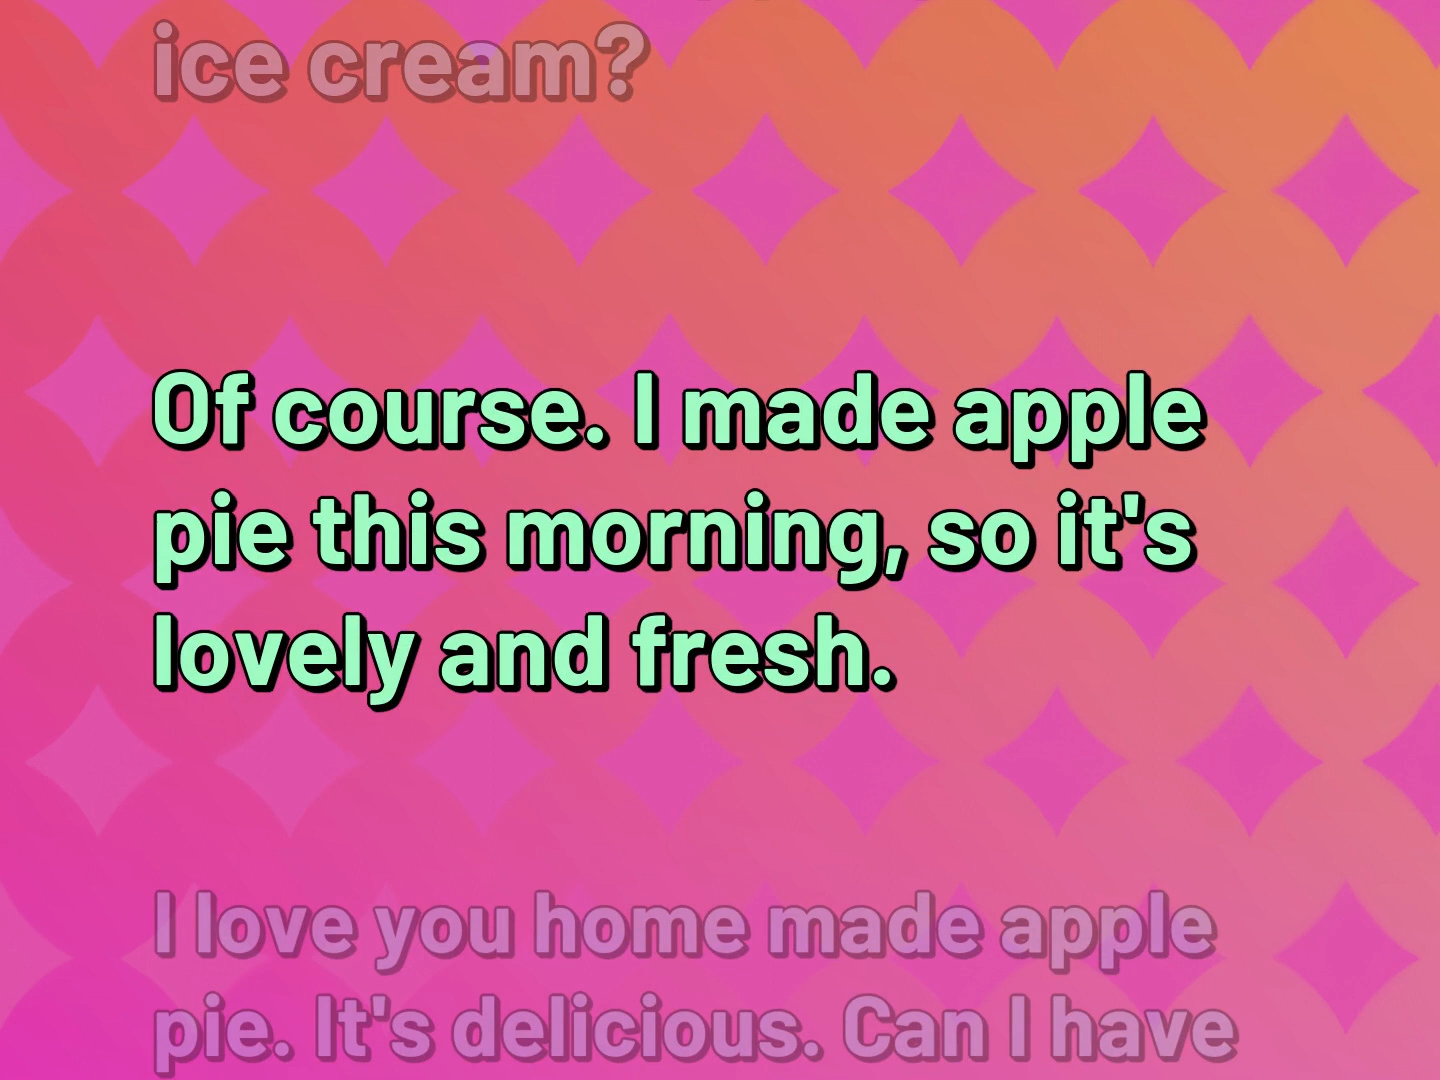 ice cream?
Of course. I made apple
pie this morning, so it's
lovely and fresh.
I love you home made apple
pie. It's delicious. Can I have